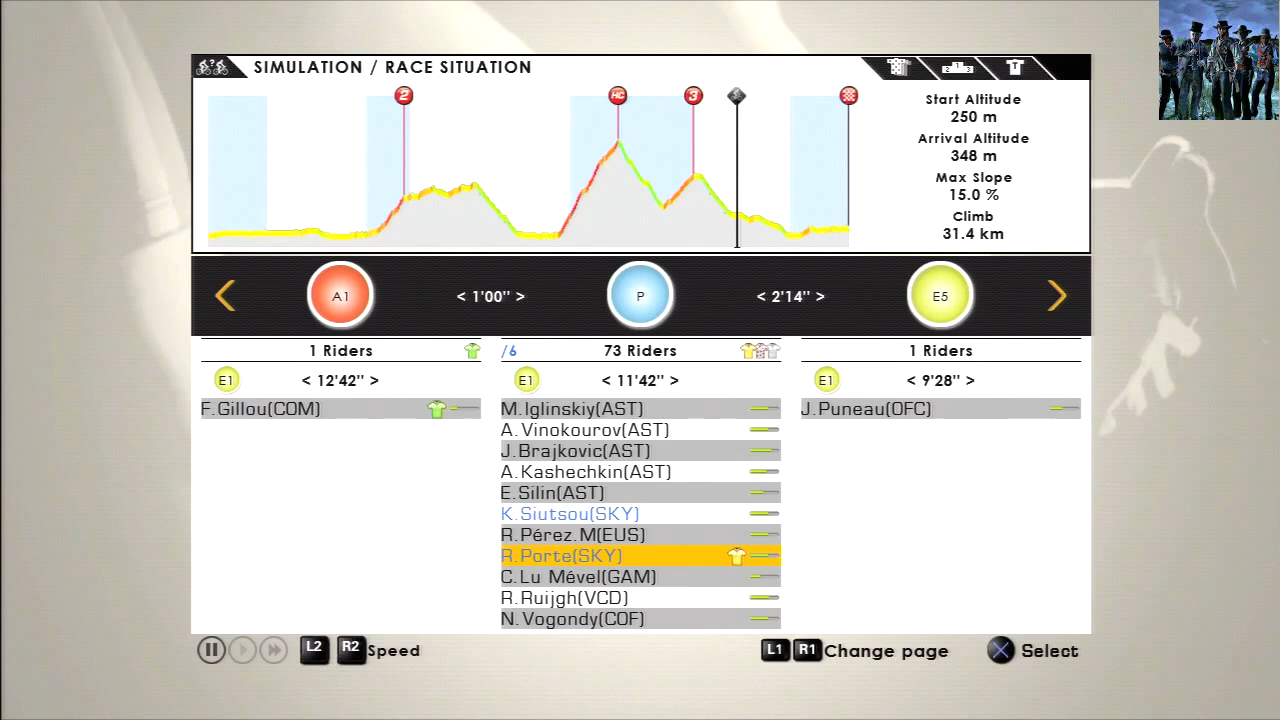 SIMULATION / RACE SITUATION
2 1 3
T
2
HC
3
Start Altitude
250 m
Arrival Altitude
348 m
Max Slope
15.0 %
Climb
31.4 km
A1
< 1'00'' >
P
< 2'14'' >
E5
1 Riders
/6 73 Riders
1 Riders
E1 < 12'42'' >
E1 < 11'42'' >
E1 < 9'28'' >
F.Gillou(COM)
M.Iglinskiy(AST)
A.Vinokourov(AST)
J.Brajkovic(AST)
A.Kashechkin(AST)
E.Silin(AST)
K.Siutsou(SKY)
R.Pérez.M(EUS)
R.Porte(SKY)
C.Lu Mével(GAM)
R.Ruijgh(VCD)
N.Vogondy(COF)
J.Puneau(OFC)
L2 R2 Speed
L1 R1 Change page
Select